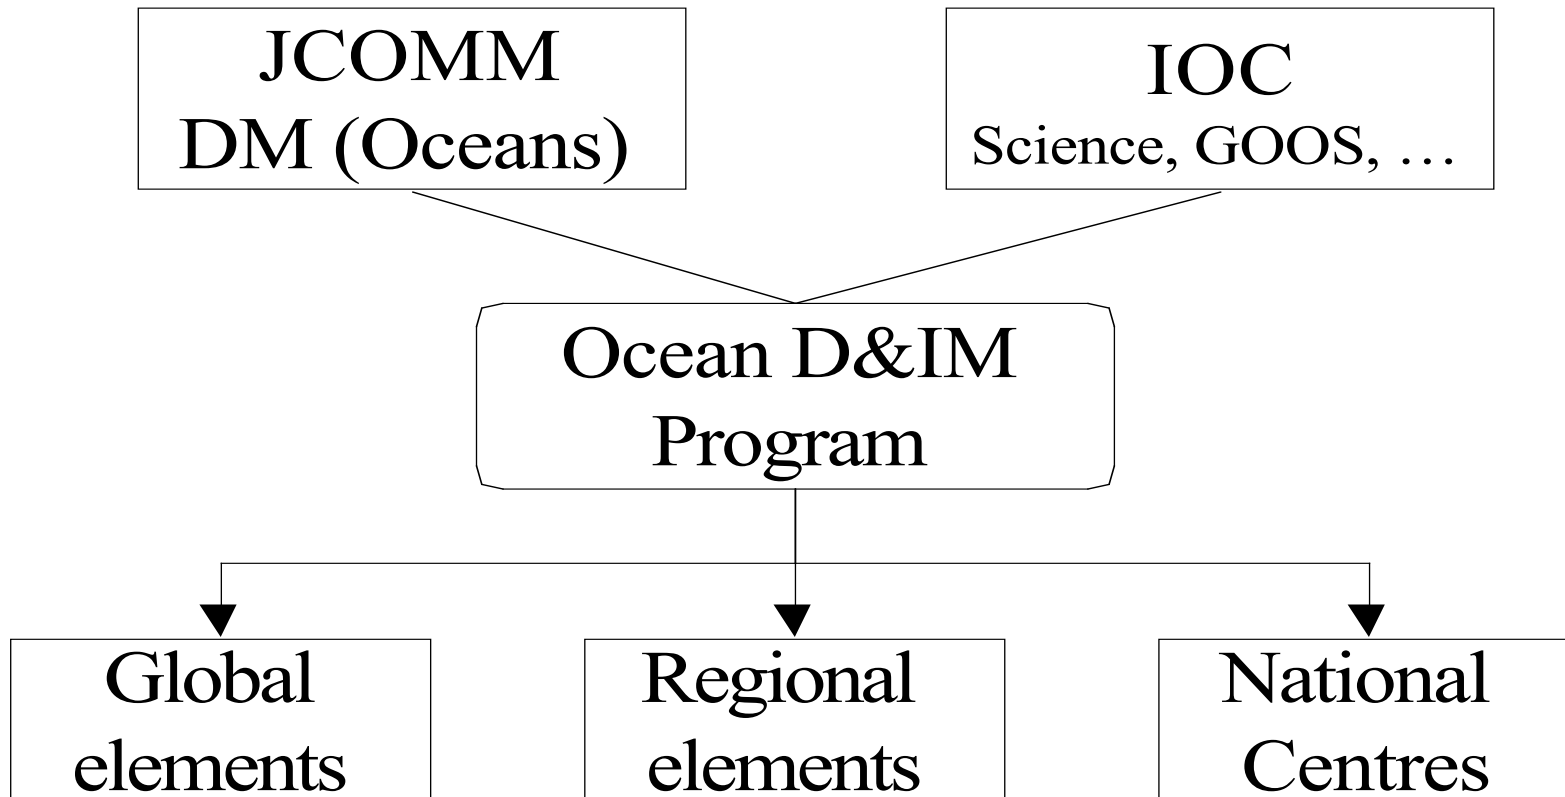 JCOMM
DM (Oceans)
IOC
Science, GOOS, …
Ocean D&IM
Program
Global
elements
Regional
elements
National
Centres